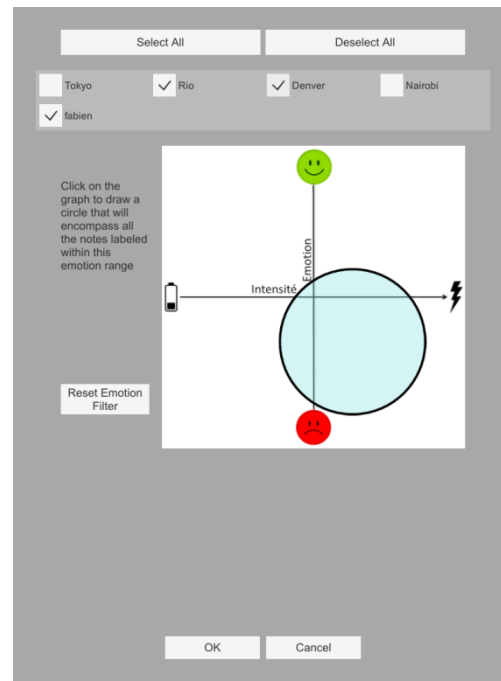 Select All
Deselect All
Tokyo
Rio
Denver
Nairobi
fabien
Click on the
graph to draw a
circle that will
encompass all
the notes labeled
within this
emotion range
Emotion
Intensité
Reset Emotion
Filter
OK
Cancel